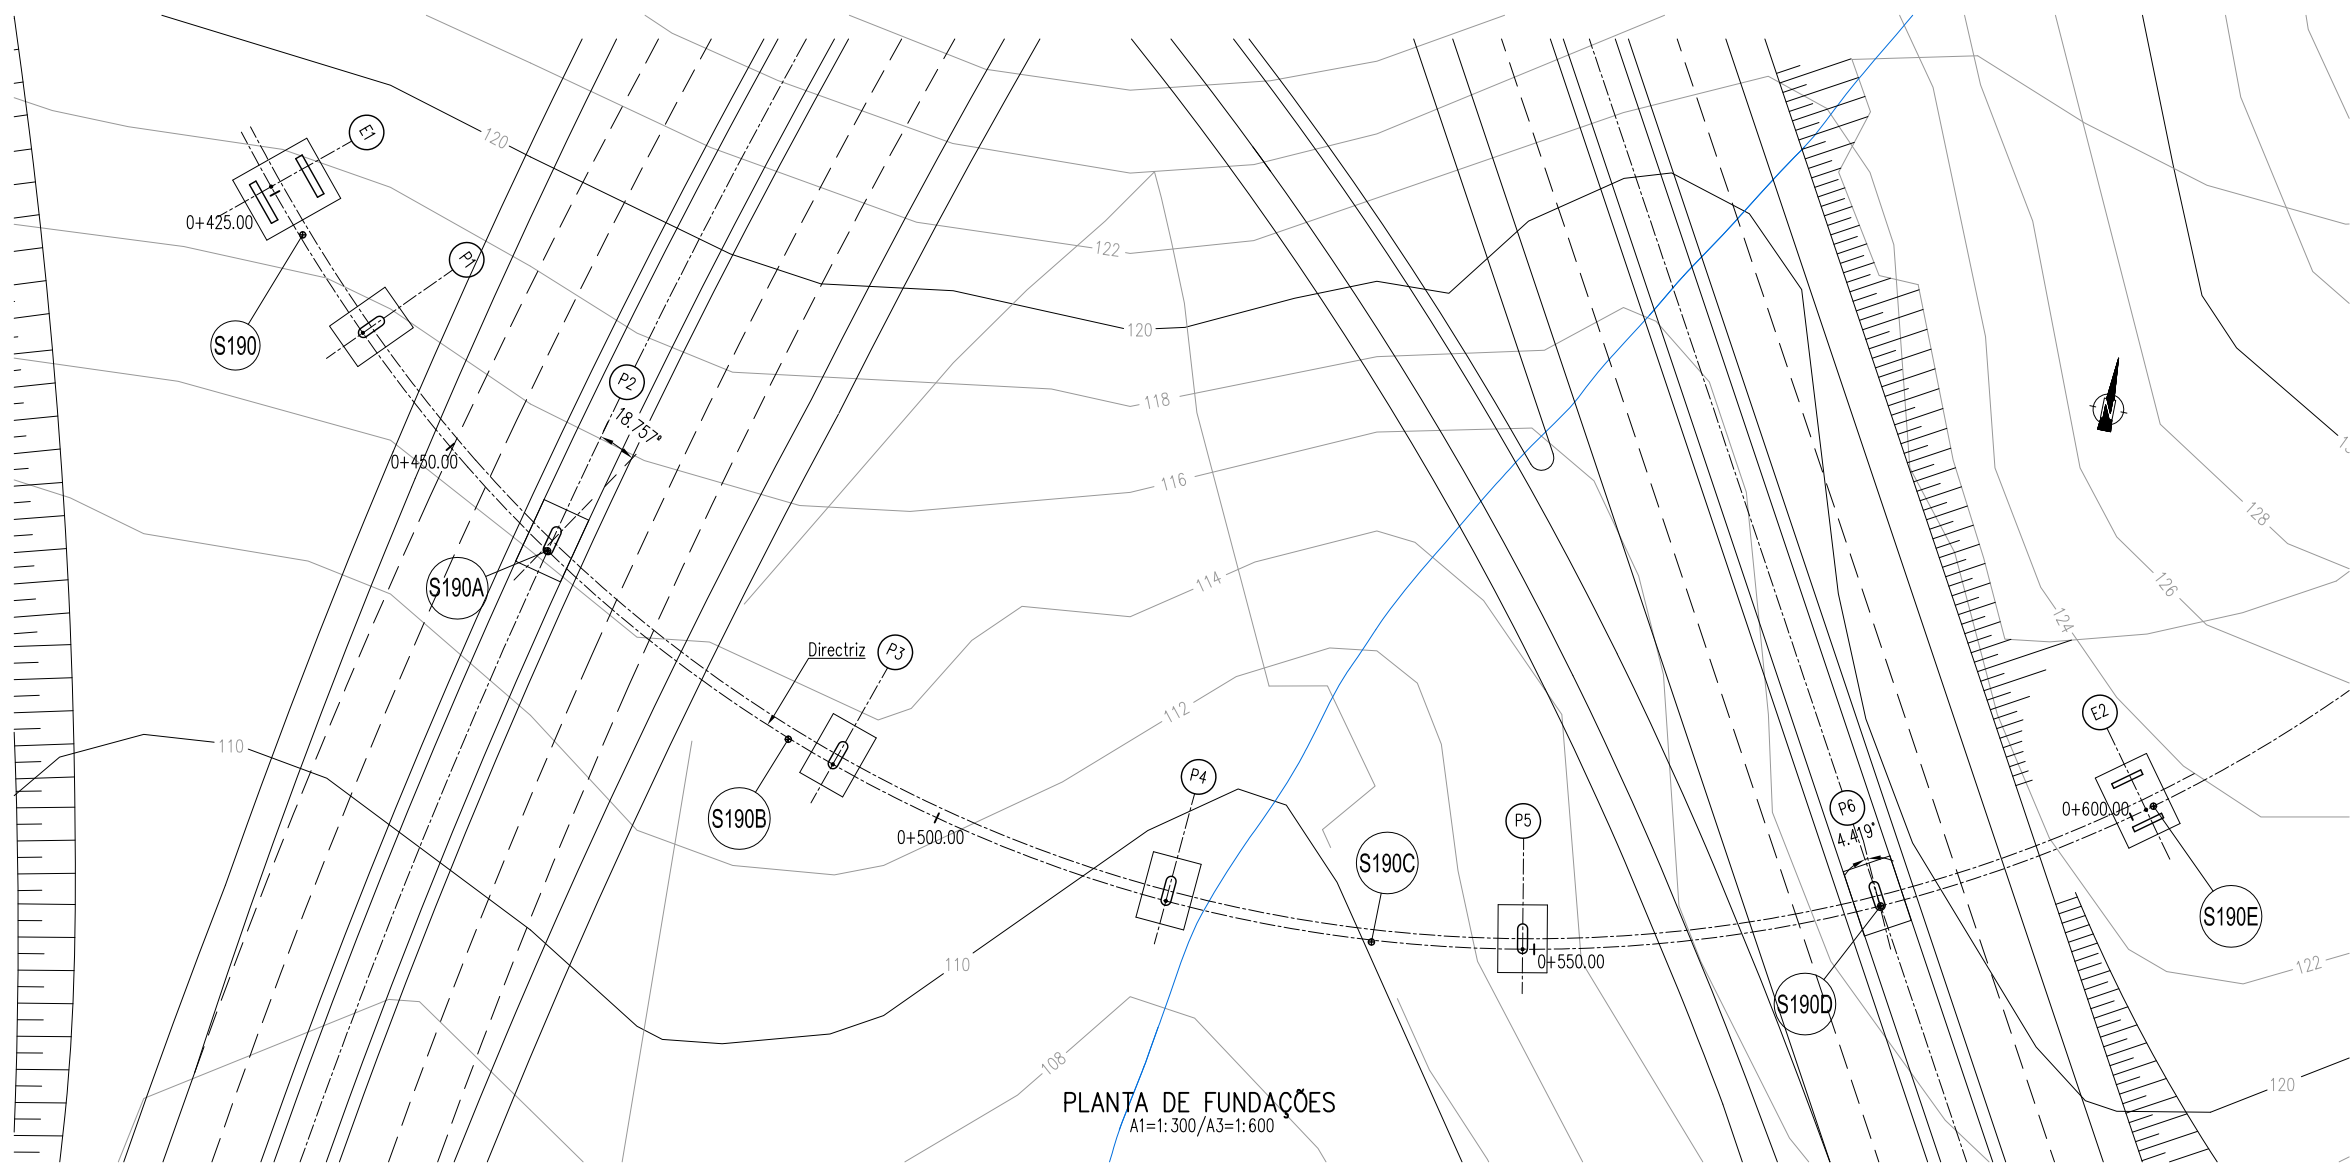 E1
120
0+425.00
P1
122
S190
120
P2
118
18.757°
0+450.00
116
N
128
S190A
114
126
124
Directriz
P3
112
E2
110
P4
P6
0+600.00
S190B
0+500.00
P5
4.419°
S190C
S190E
110
0+550.00
122
S190D
108
120
PLANTA DE FUNDAÇÕES
A1=1:300/A3=1:600